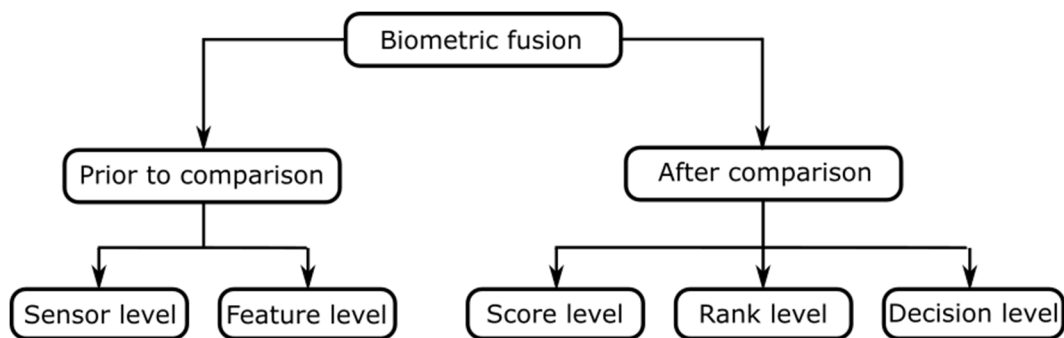 Biometric fusion
Prior to comparison
After comparison
Sensor level
Feature level
Score level
Rank level
Decision level